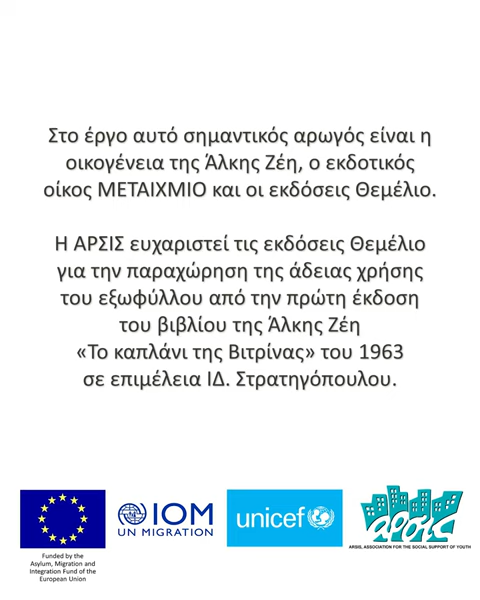 Στο έργο αυτό σημαντικός αρωγός είναι η
οικογένεια της Άλκης Ζέη, ο εκδοτικός
οίκος ΜΕΤΑΙΧΜΙΟ και οι εκδόσεις Θεμέλιο.
Η ΑΡΣΙΣ ευχαριστεί τις εκδόσεις Θεμέλιο
για την παραχώρηση της άδειας χρήσης
του εξωφύλλου από την πρώτη έκδοση
του βιβλίου της Άλκης Ζέη
«Το καπλάνι της Βιτρίνας» του 1963
σε επιμέλεια ΙΔ. Στρατηγόπουλου.
Funded by the
Asylum, Migration and
Integration Fund of the
European Union
IOM
UN MIGRATION
unicef
αρσις
ARSIS, ASSOCIATION FOR THE SOCIAL SUPPORT OF YOUTH